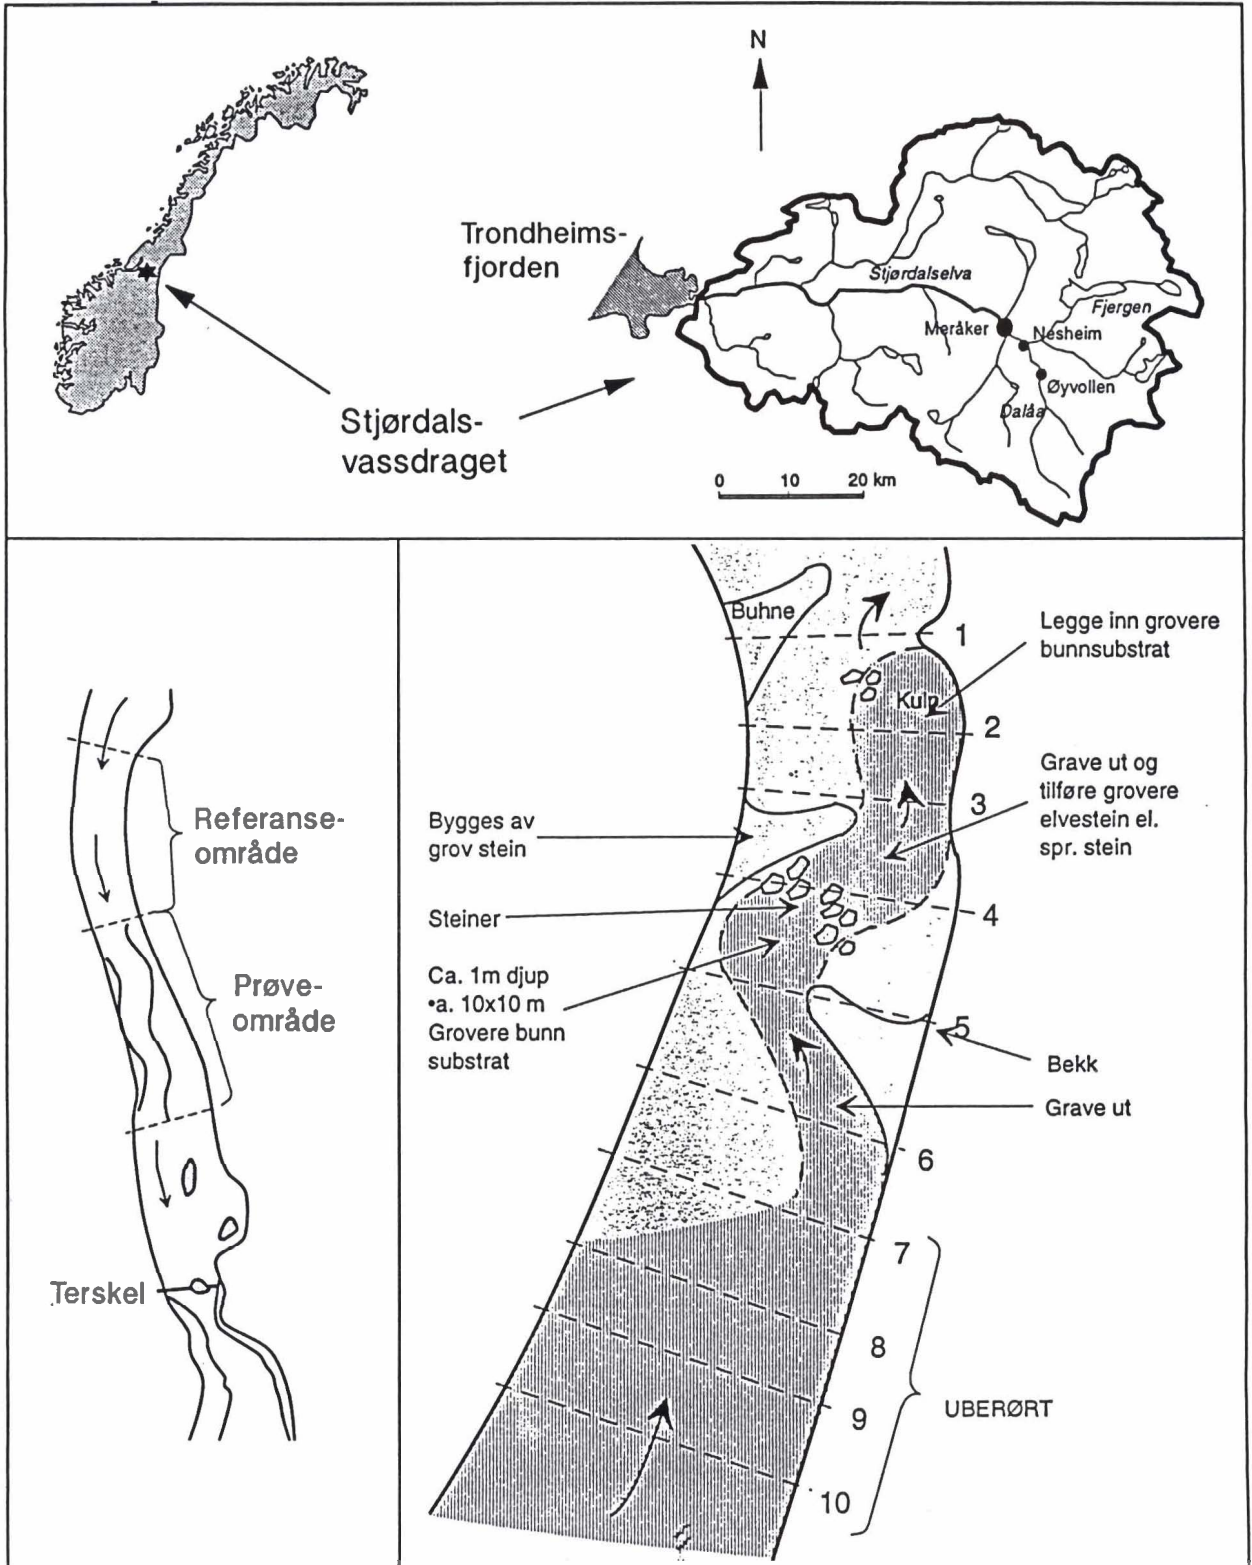 N
Trondheims-
fjorden
Stjørdalselva
Fjergen
Meråker
Nesheim
Øyvollen
Dalåa
Stjørdals-
vassdraget
0 10 20 km
Referanse-
område
Prøve-
område
Terskel
Buhne
1
Legge inn grovere
bunnsubstrat
Kulp
2
Grave ut og
tilføre grovere
elvestein el.
spr. stein
3
Bygges av
grov stein
Steiner
4
Ca. 1m djup
•a. 10x10 m
Grovere bunn
substrat
5
Bekk
Grave ut
6
7
8
9
UBERØRT
10